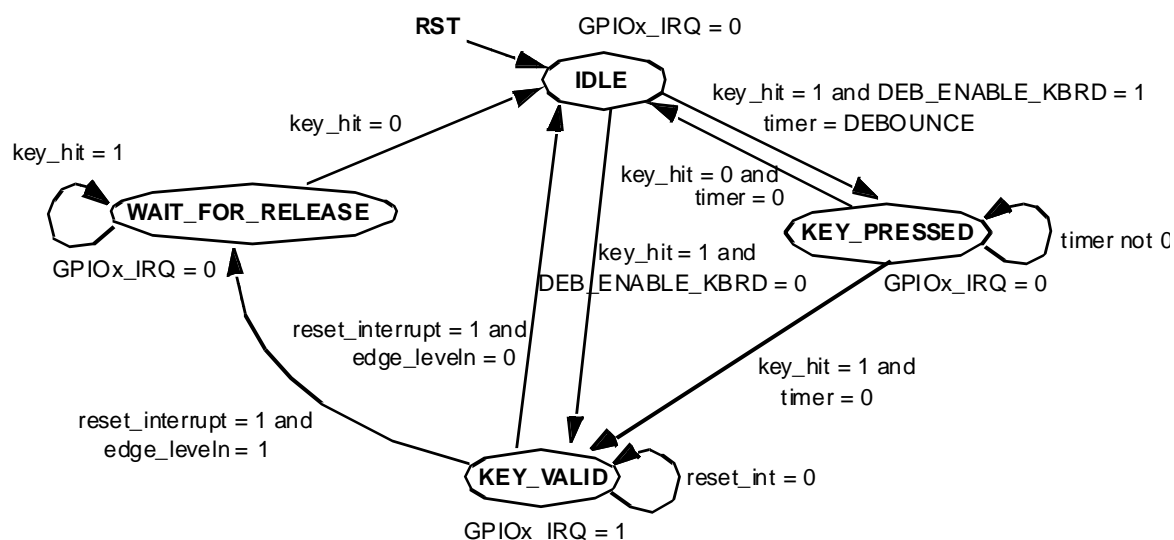 RST
GPIOx_IRQ = 0
IDLE
key_hit = 1 and DEB_ENABLE_KBRD = 1
timer = DEBOUNCE
key_hit = 0
key_hit = 1
key_hit = 0 and
timer = 0
WAIT_FOR_RELEASE
KEY_PRESSED
timer not 0
GPIOx_IRQ = 0
key_hit = 1 and
DEB_ENABLE_KBRD = 0
GPIOx_IRQ = 0
reset_interrupt = 1 and
edge_leveln = 0
key_hit = 1 and
timer = 0
reset_interrupt = 1 and
edge_leveln = 1
KEY_VALID
reset_int = 0
GPIOx IRQ = 1